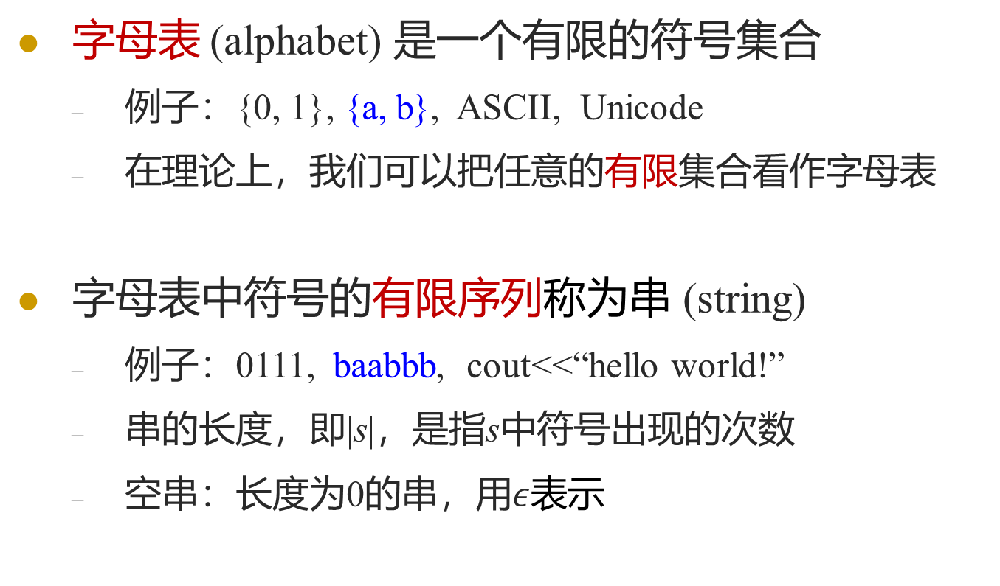 字母表 (alphabet) 是一个有限的符号集合
例子：{0, 1}, {a, b}, ASCII, Unicode
在理论上，我们可以把任意的有限集合看作字母表
字母表中符号的有限序列称为串 (string)
例子：0111, baabbb, cout<<“hello world!”
串的长度，即|s|，是指s中符号出现的次数
空串：长度为0的串，用ϵ表示